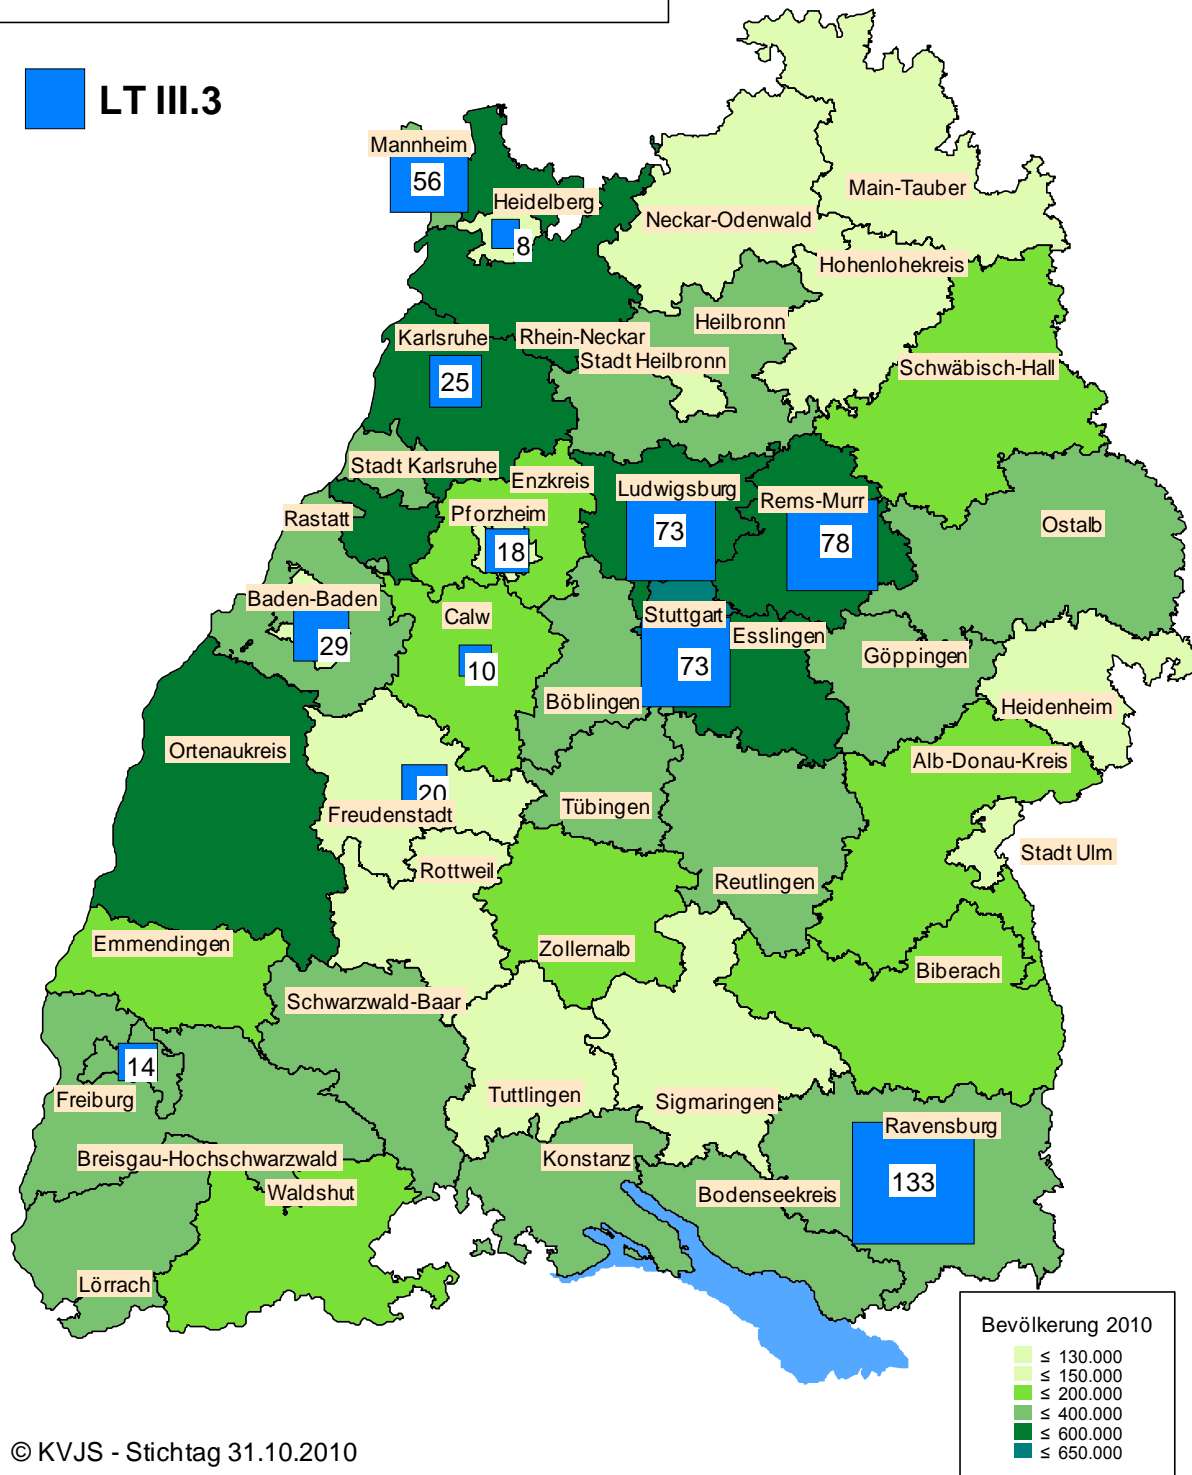 LT III.3
Mannheim
56
Heidelberg
8
Main-Tauber
Neckar-Odenwald
Hohenlohekreis
Heilbronn
Karlsruhe
Rhein-Neckar
Stadt Heilbronn
Schwäbisch-Hall
25
Stadt Karlsruhe
Enzkreis
Ludwigsburg
Rems-Murr
Rastatt
Pforzheim
Ostalb
73
78
18
Baden-Baden
Calw
Stuttgart
Esslingen
Göppingen
29
10
73
Böblingen
Heidenheim
Ortenaukreis
Alb-Donau-Kreis
20
Freudenstadt
Tübingen
Stadt Ulm
Rottweil
Reutlingen
Emmendingen
Zollernalb
Biberach
Schwarzwald-Baar
14
Freiburg
Tuttlingen
Sigmaringen
Ravensburg
Breisgau-Hochschwarzwald
Konstanz
133
Waldshut
Bodenseekreis
Lörrach
Bevölkerung 2010
≤ 130.000
≤ 150.000
≤ 200.000
≤ 400.000
≤ 600.000
≤ 650.000
© KVJS - Stichtag 31.10.2010